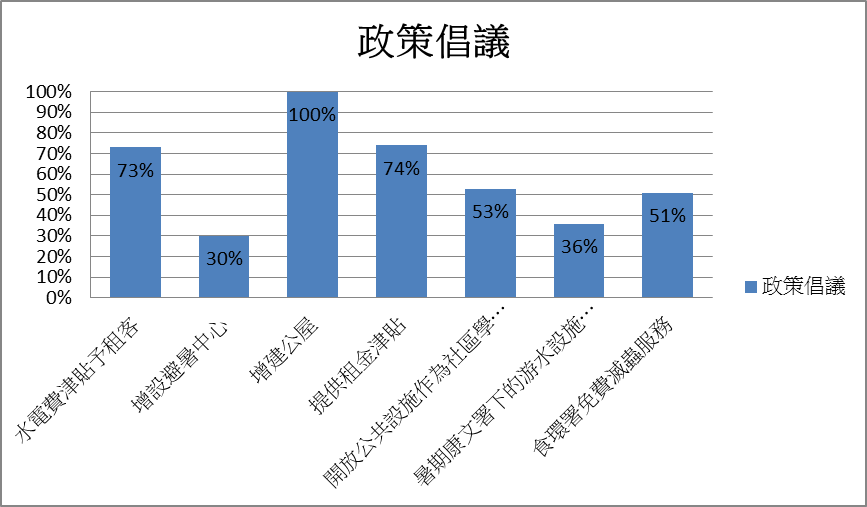 政策倡議
100%
90%
80%
70%
60%
50%
40%
30%
20%
10%
0%
73%
30%
100%
74%
53%
36%
51%
水電費津貼予租客
增設避暑中心
增建公屋
提供租金津貼
開放公共設施作為社區學…
暑期康文署下的游水設施…
食環署免費滅蟲服務
政策倡議